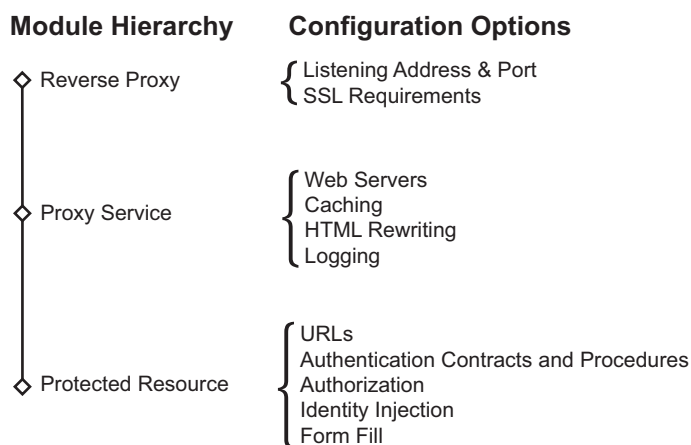 Module Hierarchy
Configuration Options
Reverse Proxy
Listening Address & Port
SSL Requirements
Proxy Service
Web Servers
Caching
HTML Rewriting
Logging
Protected Resource
URLs
Authentication Contracts and Procedures
Authorization
Identity Injection
Form Fill